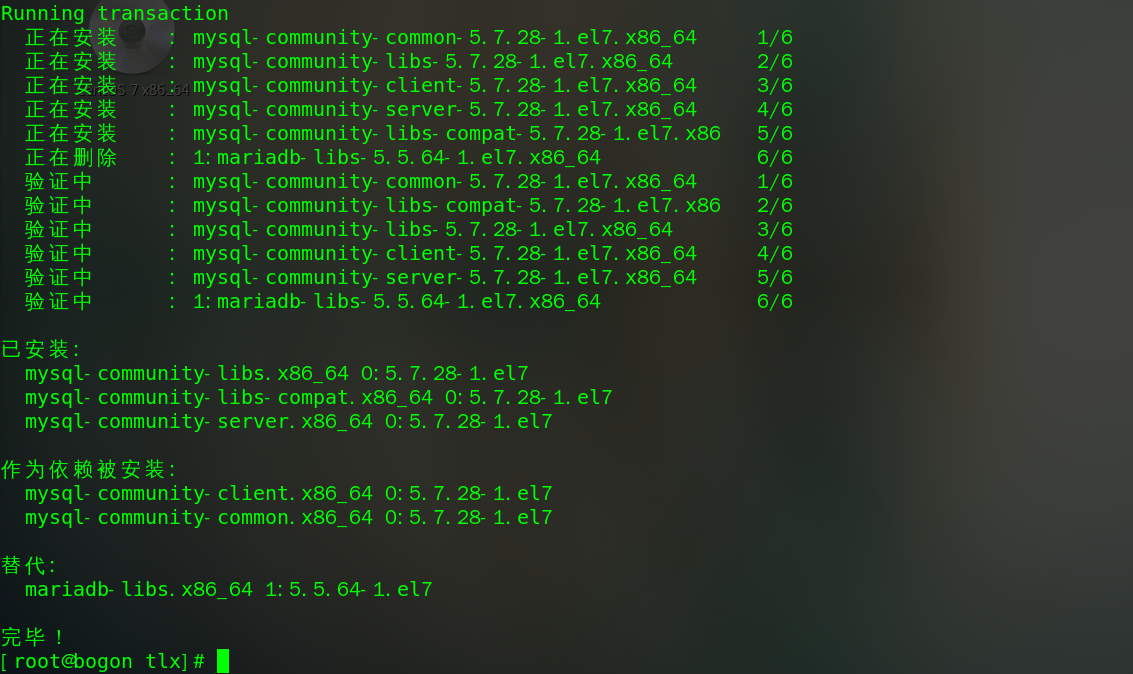 Running transaction
正在安装    : mysql-community-common-5.7.28-1.el7.x86_64    1/6
正在安装    : mysql-community-libs-5.7.28-1.el7.x86_64    2/6
正在安装    : mysql-community-client-5.7.28-1.el7.x86_64    3/6
正在安装    : mysql-community-server-5.7.28-1.el7.x86_64    4/6
正在安装    : mysql-community-libs-compat-5.7.28-1.el7.x86    5/6
正在删除    : 1:mariadb-libs-5.5.64-1.el7.x86_64    6/6
验证中      : mysql-community-common-5.7.28-1.el7.x86_64    1/6
验证中      : mysql-community-libs-compat-5.7.28-1.el7.x86    2/6
验证中      : mysql-community-libs-5.7.28-1.el7.x86_64    3/6
验证中      : mysql-community-client-5.7.28-1.el7.x86_64    4/6
验证中      : mysql-community-server-5.7.28-1.el7.x86_64    5/6
验证中      : 1:mariadb-libs-5.5.64-1.el7.x86_64    6/6
已安装:
mysql-community-libs.x86_64 0:5.7.28-1.el7
mysql-community-libs-compat.x86_64 0:5.7.28-1.el7
mysql-community-server.x86_64 0:5.7.28-1.el7
作为依赖被安装:
mysql-community-client.x86_64 0:5.7.28-1.el7
mysql-community-common.x86_64 0:5.7.28-1.el7
替代:
mariadb-libs.x86_64 1:5.5.64-1.el7
完毕！
[root@bogon tlx]#
7 x86_64